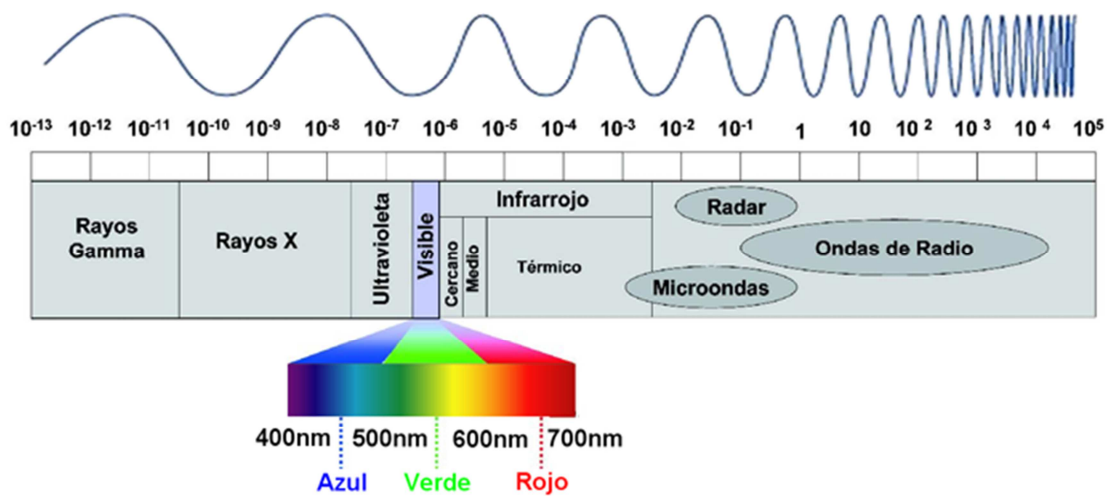 10-13 10-12 10-11 10-10 10-9 10-8 10-7 10-6 10-5 10-4 10-3 10-2 10-1 1 10 10 2 10 3 10 4 10 5
Rayos
Gamma
Rayos X
Ultravioleta
Visible
Infrarrojo
Cercano
Medio
Térmico
Radar
Ondas de Radio
Microondas
400nm 500nm 600nm 700nm
Azul Verde Rojo